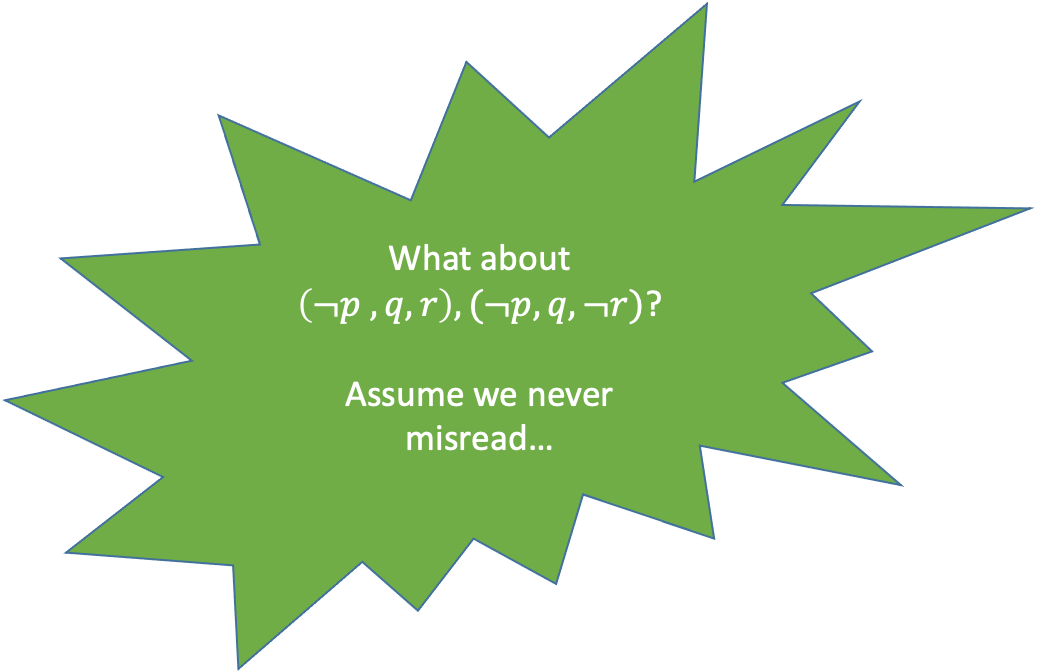 What about
(¬p , q, r), (¬p, q, ¬r)?
Assume we never
misread...